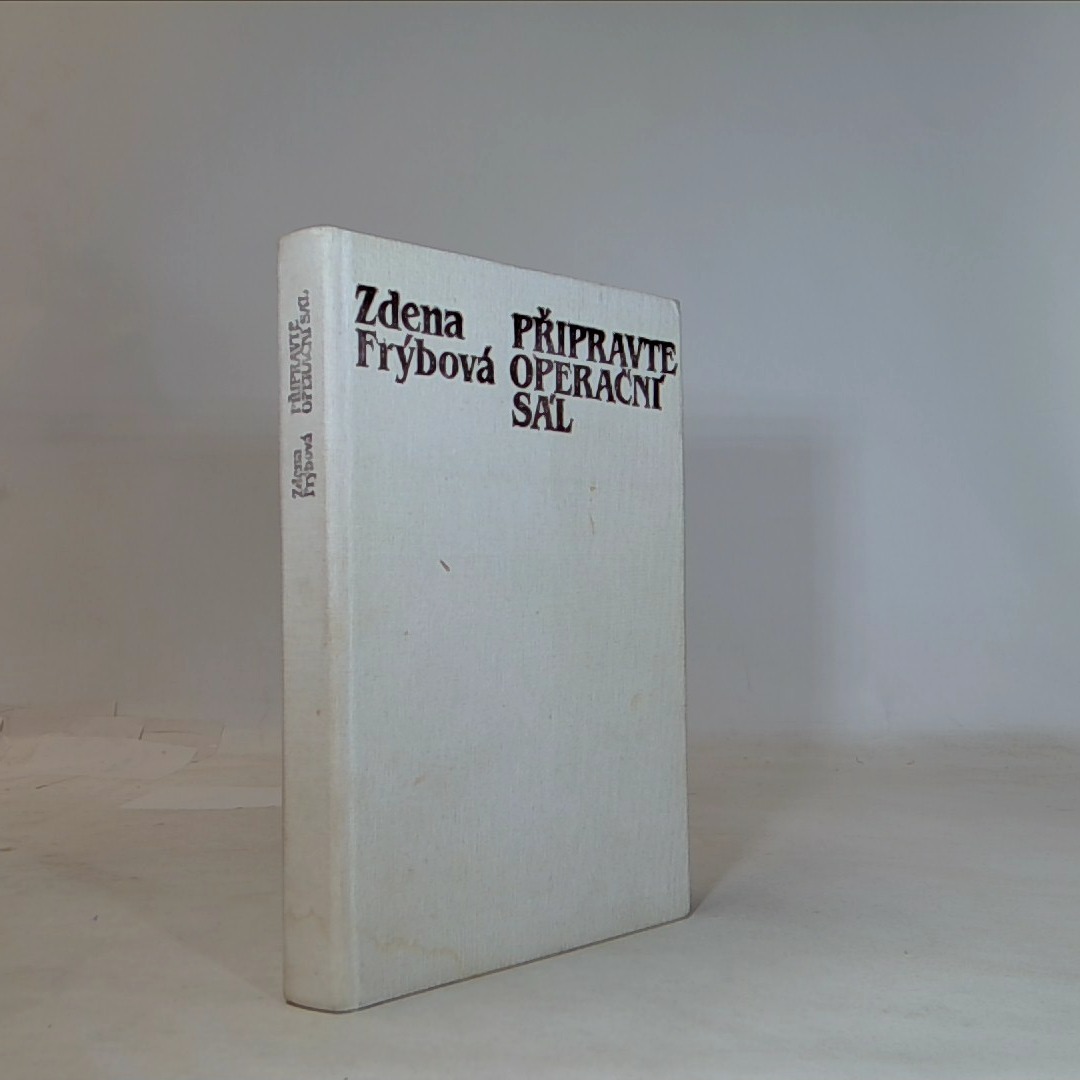 Zdena
Frýbová
PŘIPRAVTE
OPERAČNÍ
SÁL
Zdena
Frýbová
PŘIPRAVTE
OPERAČNÍ SÁL